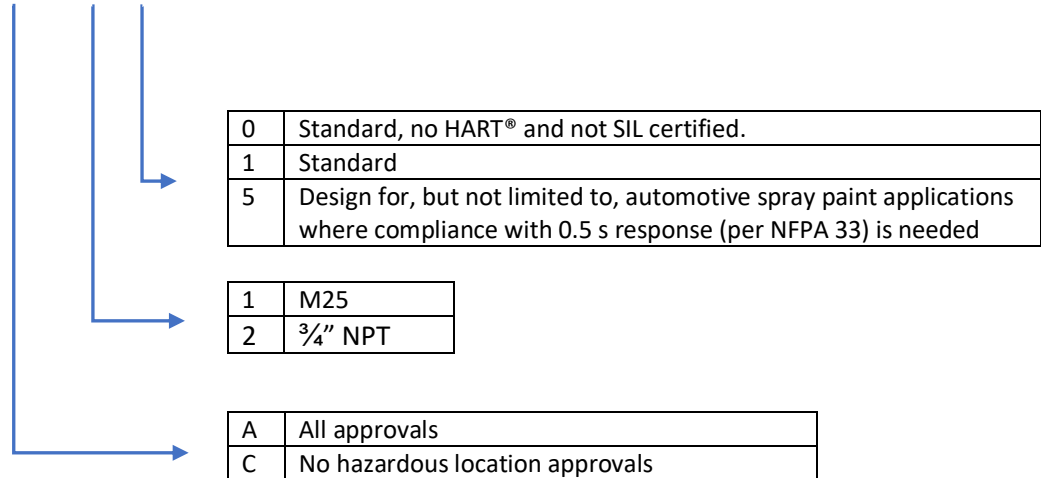 0 Standard, no HART® and not SIL certified.
1 Standard
5 Design for, but not limited to, automotive spray paint applications
where compliance with 0.5 s response (per NFPA 33) is needed
1 M25
2 ¾” NPT
A All approvals
C No hazardous location approvals